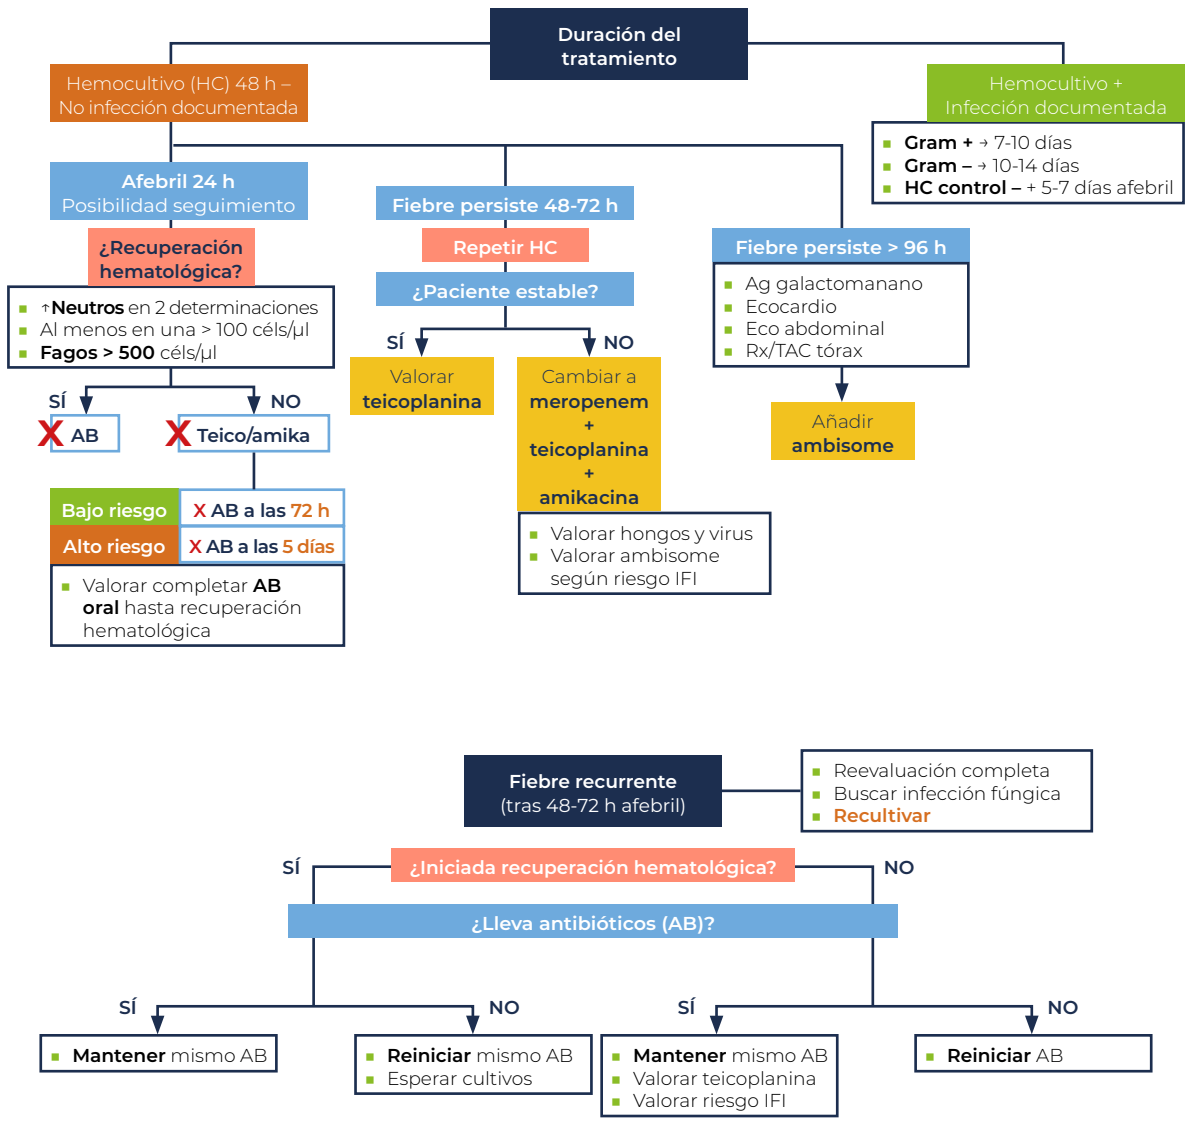 Duración del
tratamiento
Hemocultivo (HC) 48 h –
No infección documentada
Hemocultivo +
Infección documentada
Gram + → 7-10 días
Gram – → 10-14 días
HC control – + 5-7 días afebril
Afebril 24 h
Posibilidad seguimiento
¿Recuperación
hematológica?
↑Neutros en 2 determinaciones
Al menos en una > 100 céls/µl
Fagos > 500 céls/µl
SÍ
NO
X AB
X Teico/amika
Bajo riesgo
X AB a las 72 h
Alto riesgo
X AB a las 5 días
Valorar completar AB
oral hasta recuperación
hematológica
Fiebre persiste 48-72 h
Repetir HC
¿Paciente estable?
SÍ
NO
Valorar
teicoplanina
Cambiar a
meropenem
+
teicoplanina
+
amikacina
Valorar hongos y virus
Valorar ambisome
según riesgo IFI
Fiebre persiste > 96 h
Ag galactomanano
Ecocardio
Eco abdominal
Rx/TAC tórax
Añadir
ambisome
Fiebre recurrente
(tras 48-72 h afebril)
Reevaluación completa
Buscar infección fúngica
Recultivar
SÍ
¿Iniciada recuperación hematológica?
NO
¿Lleva antibióticos (AB)?
SÍ
NO
SÍ
NO
Mantener mismo AB
Reiniciar mismo AB
Esperar cultivos
Mantener mismo AB
Valorar teicoplanina
Valorar riesgo IFI
Reiniciar AB